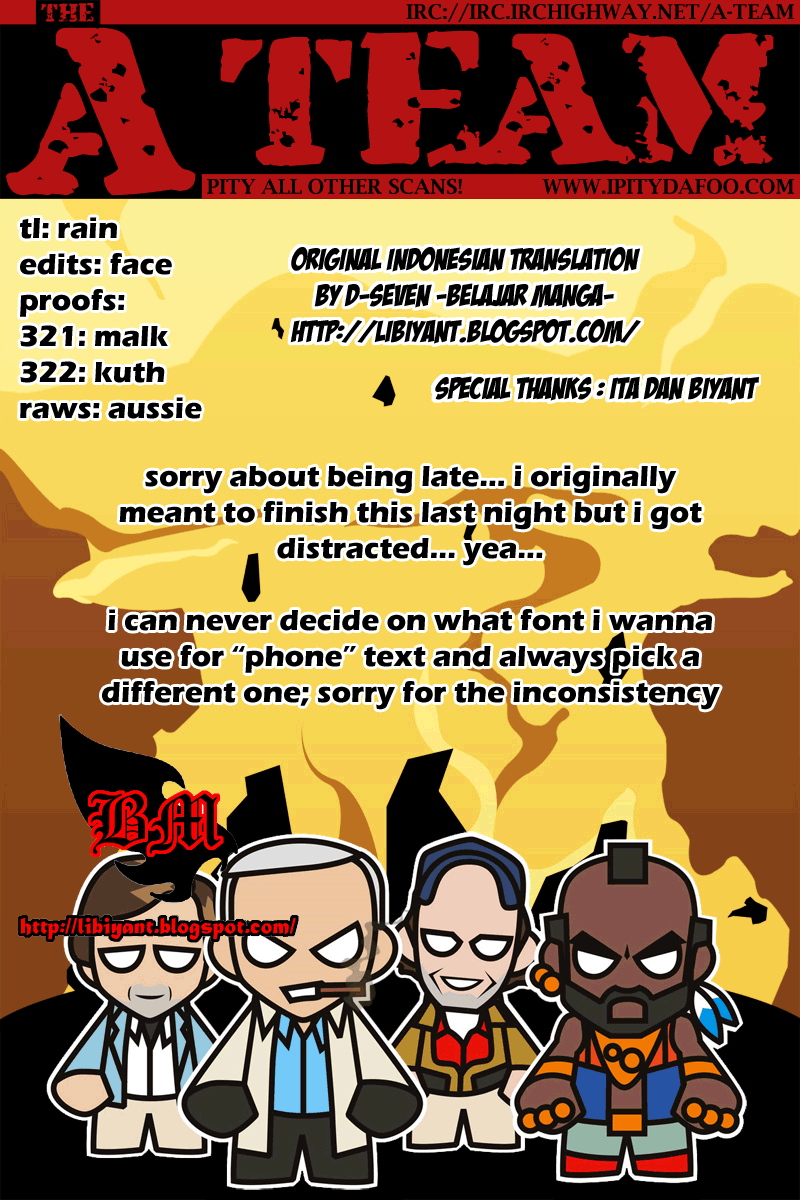 THE
IRC://IRC.IRCHIGHWAY.NET/A-TEAM
A TEAM
PITY ALL OTHER SCANS!
WWW.IPITYDAFOO.COM
tl: rain
edits: face
proofs:
321: malk
322: kuth
raws: aussie
ORIGINAL INDONESIAN TRANSLATION
BY D-SEVEN -BELAJAR MANGA-
HTTP://LIBIYANT.BLOGSPOT.COM/
SPECIAL THANKS : ITA DAN BIYANT
sorry about being late... i originally
meant to finish this last night but i got
distracted... yea...
i can never decide on what font i wanna
use for “phone” text and always pick a
different one; sorry for the inconsistency
BM
http://libiyant.blogspot.com/